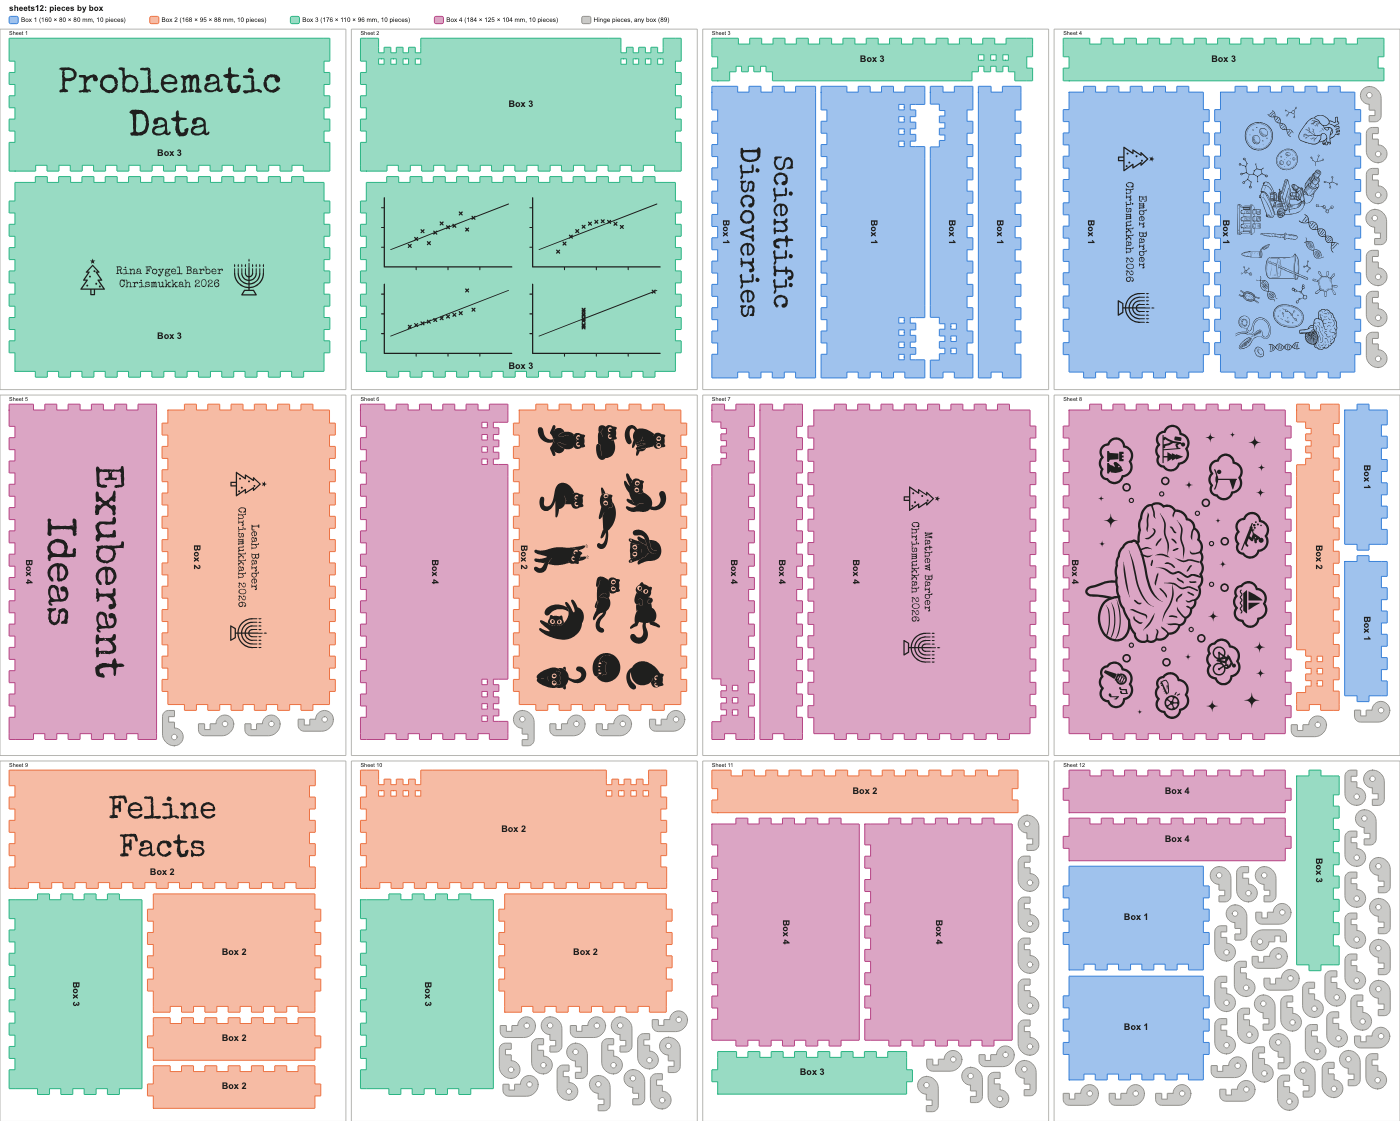 sheets12: pieces by box
Box 1 (160 × 80 × 80 mm, 10 pieces)
Box 2 (168 × 95 × 88 mm, 10 pieces)
Box 3 (176 × 110 × 96 mm, 10 pieces)
Box 4 (184 × 125 × 104 mm, 10 pieces)
Hinge pieces, any box (89)
Sheet 1
Problematic
Data
Box 3
Rina Foygel Barber
Chrismukkah 2026
Box 3
Sheet 2
Box 3
Box 3
Sheet 3
Box 3
Scientific
Discoveries
Box 1
Box 1
Box 1
Box 1
Sheet 4
Box 3
Ember Barber
Chrismukkah 2026
Box 1
Box 1
Sheet 5
Exuberant
Ideas
Box 4
Leah Barber
Chrismukkah 2026
Box 2
Sheet 6
Box 4
Box 2
Sheet 7
Box 4
Box 4
Mathew Barber
Chrismukkah 2026
Box 4
Sheet 8
Box 4
Box 2
Box 1
Box 1
Sheet 9
Feline
Facts
Box 2
Box 3
Box 2
Box 2
Box 2
Sheet 10
Box 2
Box 3
Box 2
Sheet 11
Box 2
Box 4
Box 4
Box 3
Sheet 12
Box 4
Box 4
Box 3
Box 1
Box 1